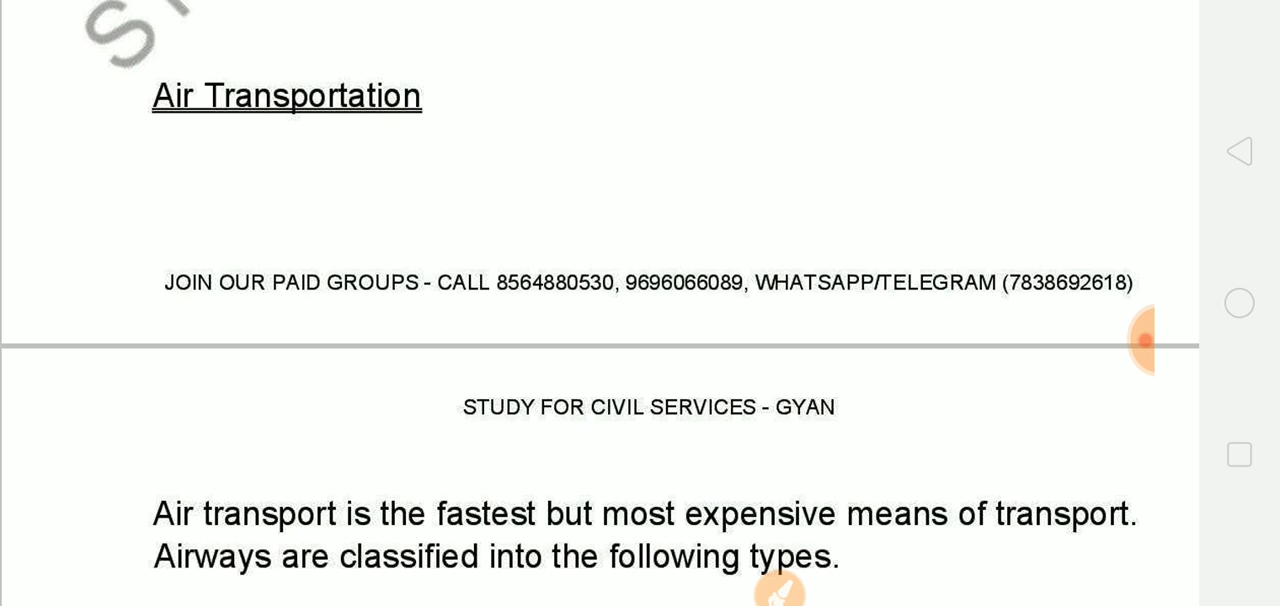 Air Transportation
JOIN OUR PAID GROUPS - CALL 8564880530, 9696066089, WHATSAPP/TELEGRAM (7838692618)
STUDY FOR CIVIL SERVICES - GYAN
Air transport is the fastest but most expensive means of transport.
Airways are classified into the following types.